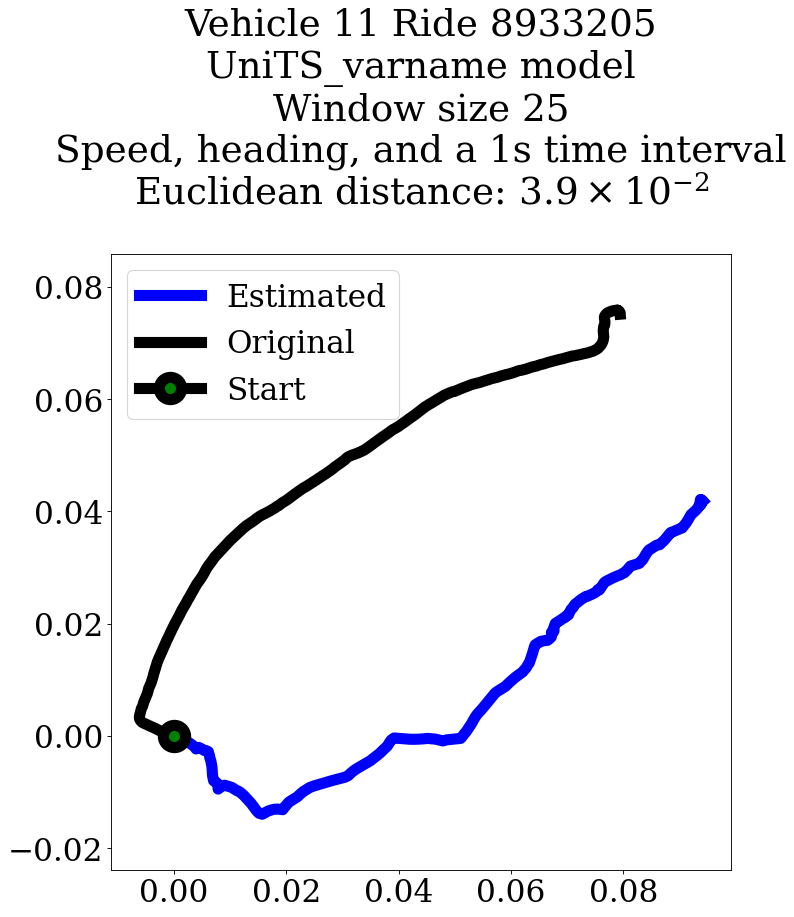 Vehicle 11 Ride 8933205
UniTS_varname model
Window size 25
Speed, heading, and a 1s time interval
Euclidean distance: 3.9 × 10⁻²
Estimated
Original
Start
0.08
0.06
0.04
0.02
0.00
−0.02
0.00 0.02 0.04 0.06 0.08